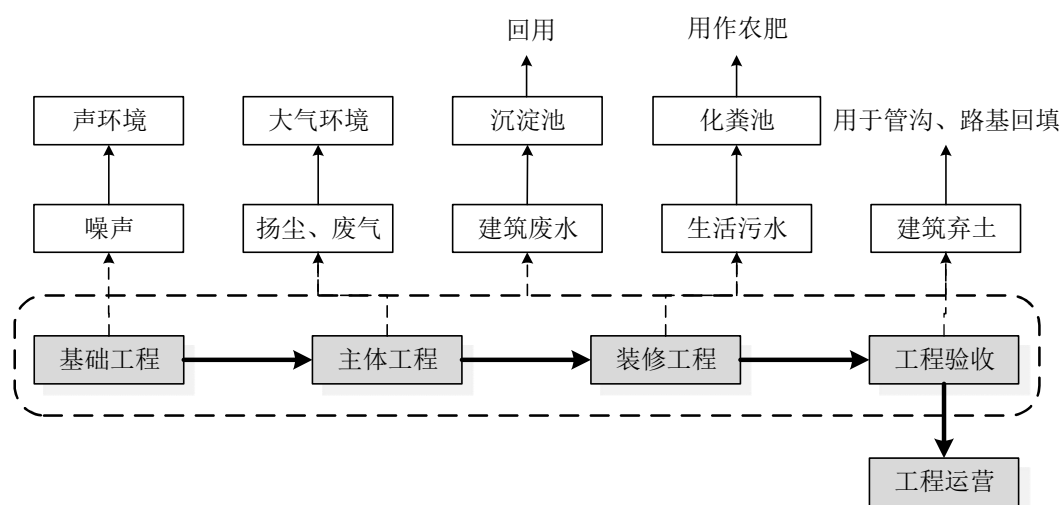 回用
用作农肥
声环境
大气环境
沉淀池
化粪池
用于管沟、路基回填
噪声
扬尘、废气
建筑废水
生活污水
建筑弃土
基础工程
主体工程
装修工程
工程验收
工程运营